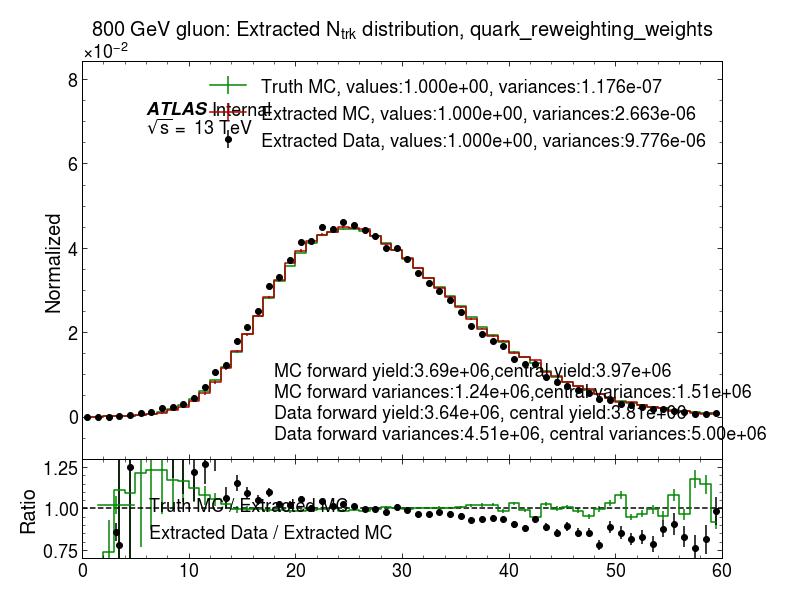 800 GeV gluon: Extracted Ntrk distribution, quark_reweighting_weights
×10−2
Truth MC, values:1.000e+00, variances:1.176e-07
ATLAS Internal
Extracted MC, values:1.000e+00, variances:2.663e-06
√s = 13 TeV
Extracted Data, values:1.000e+00, variances:9.776e-06
8
6
4
2
0
Normalized
MC forward yield:3.69e+06,central yield:3.97e+06
MC forward variances:1.24e+06,central variances:1.51e+06
Data forward yield:3.64e+06, central yield:3.81e+06
Data forward variances:4.51e+06, central variances:5.00e+06
1.25
1.00
0.75
Ratio
Truth MC / Extracted MC
Extracted Data / Extracted MC
0 10 20 30 40 50 60